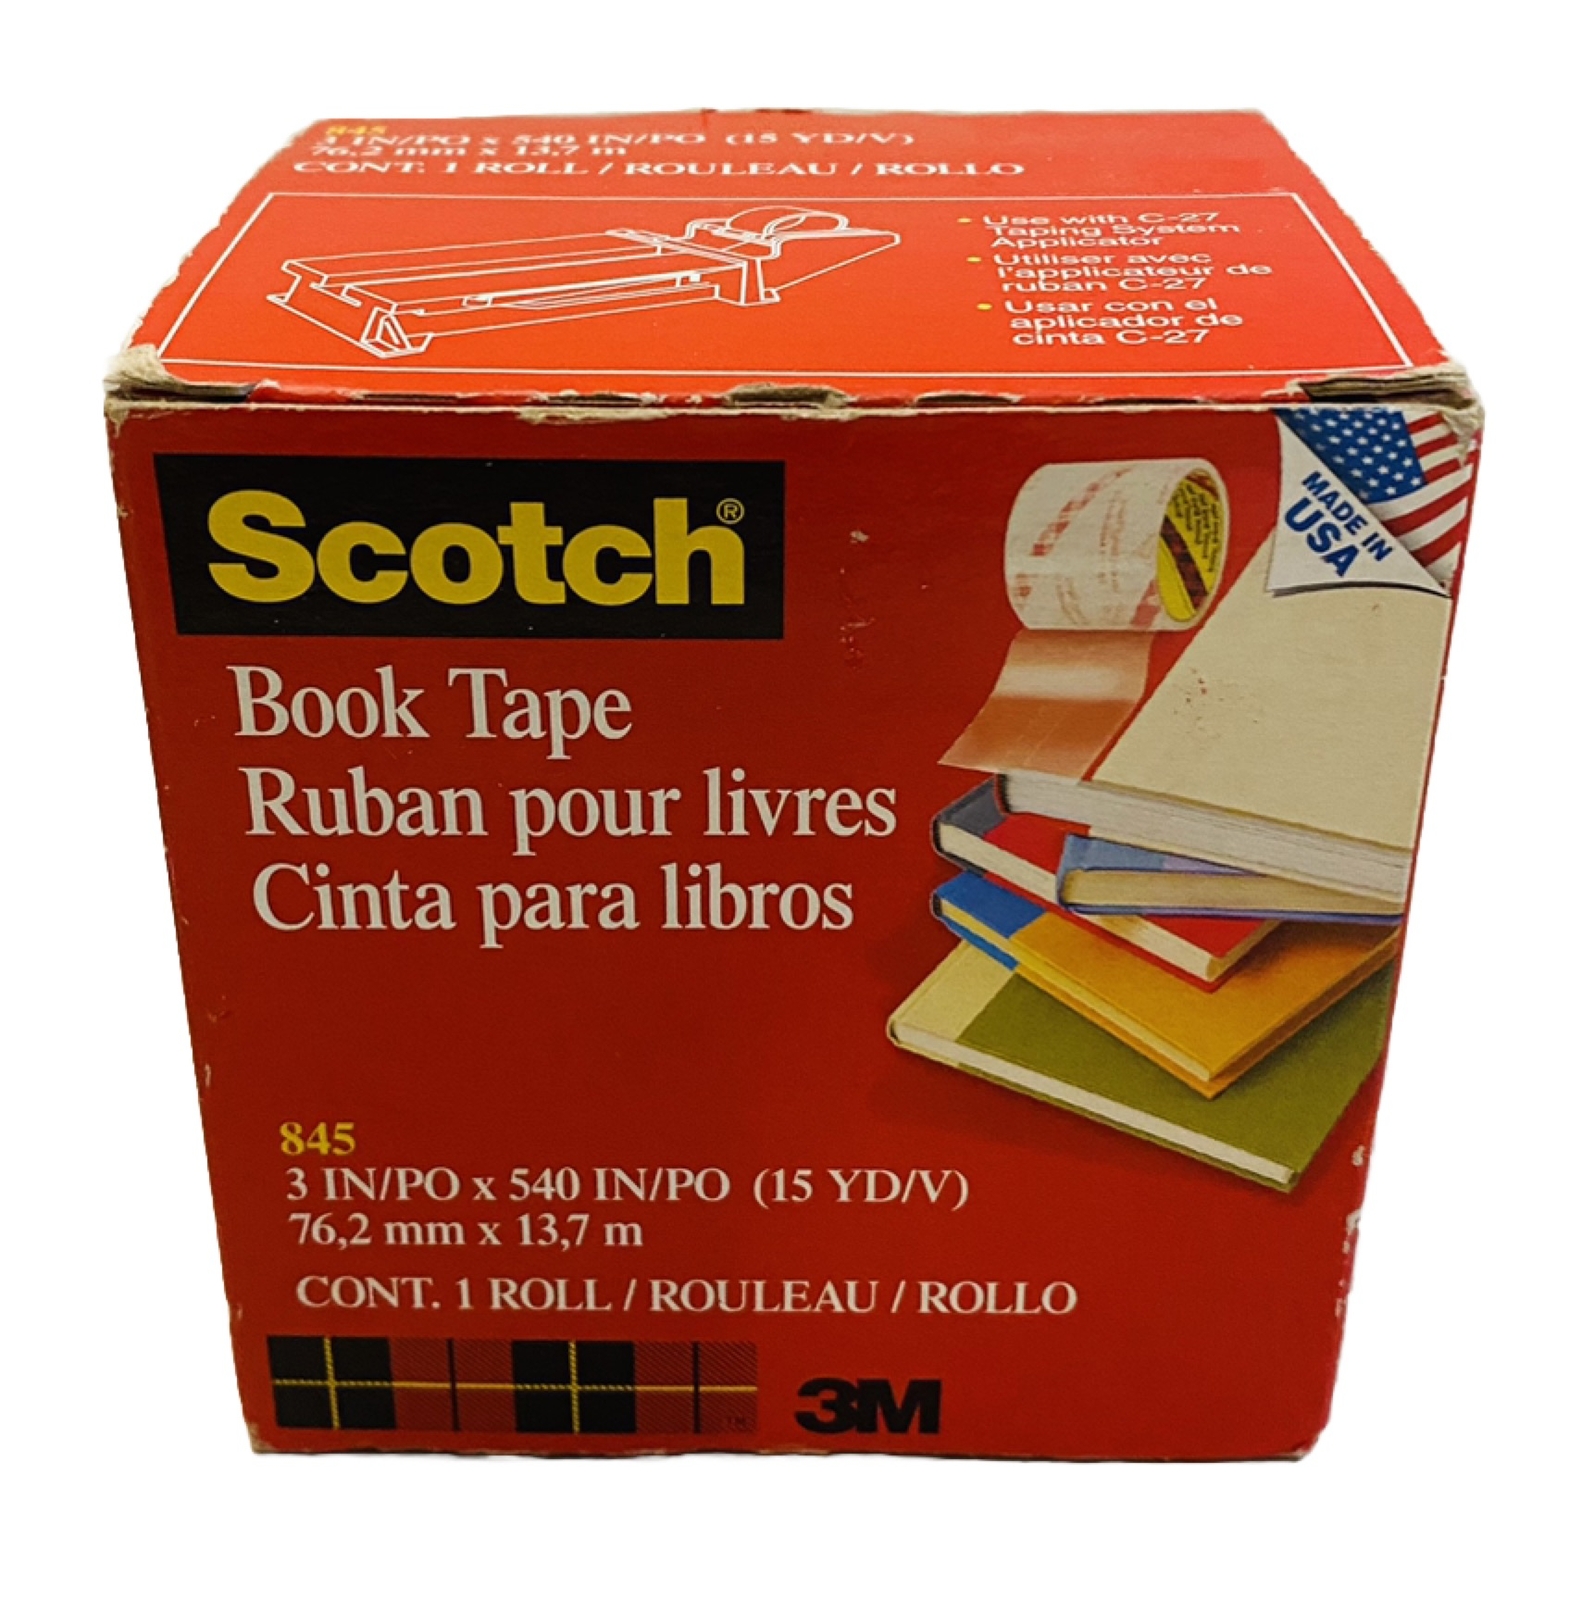 845
3 IN/PO x 540 IN/PO (15 YD/V)
76,2 mm x 13,7 m
CONT. 1 ROLL / ROULEAU / ROLLO
• Use with C-27
Taping System
Applicator
• Utiliser avec
l'applicateur de
ruban C-27
• Usar con el
aplicador de
cinta C-27
MADE IN
USA
Scotch®
Book Tape
Ruban pour livres
Cinta para libros
845
3 IN/PO x 540 IN/PO (15 YD/V)
76,2 mm x 13,7 m
CONT. 1 ROLL / ROULEAU / ROLLO
TM
3M